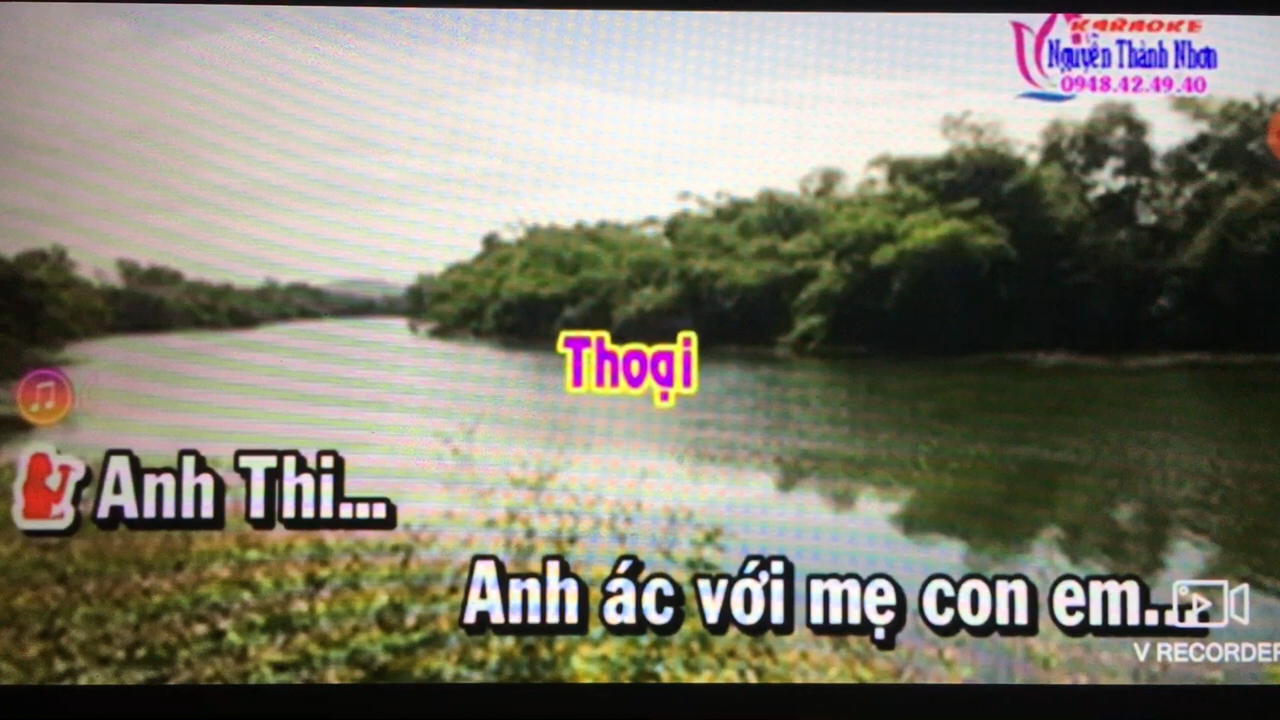 KARAOKE
Nguyễn Thành Nhơn
0948.42.49.40
Thoại
Anh Thi...
Anh ác với mẹ con em...
V RECORDER